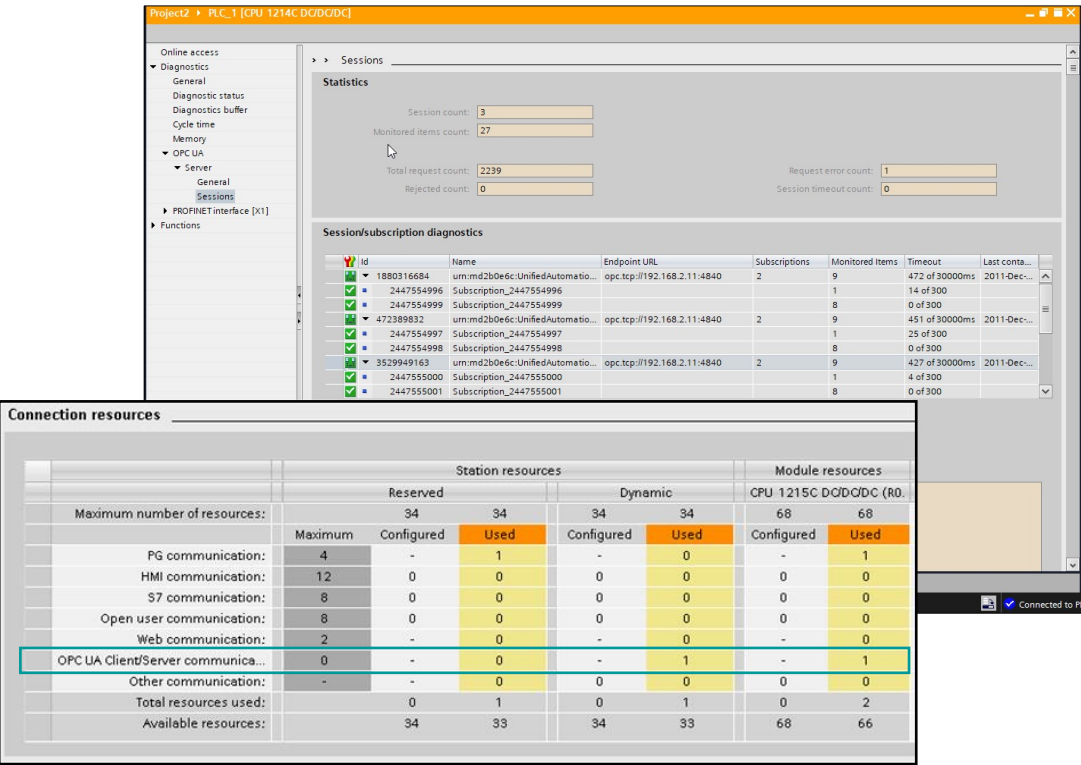 Project2 ▸ PLC_1 [CPU 1214C DC/DC/DC]
Online access
Diagnostics
General
Diagnostic status
Diagnostics buffer
Cycle time
Memory
OPC UA
Server
General
Sessions
PROFINET interface [X1]
Functions
> > Sessions
Statistics
Session count: 3
Monitored items count: 27
Total request count: 2239 Request error count: 1
Rejected count: 0 Session timeout count: 0
Session/subscription diagnostics
Id Name Endpoint URL Subscriptions Monitored Items Timeout Last conta...
1880316684 urn:md2b0e6c:UnifiedAutomatio... opc.tcp://192.168.2.11:4840 2 9 472 of 30000ms 2011-Dec-...
2447554996 Subscription_2447554996 1 14 of 300
2447554999 Subscription_2447554999 8 0 of 300
472389832 urn:md2b0e6c:UnifiedAutomatio... opc.tcp://192.168.2.11:4840 2 9 451 of 30000ms 2011-Dec-...
2447554997 Subscription_2447554997 1 25 of 300
2447554998 Subscription_2447554998 8 0 of 300
3529949163 urn:md2b0e6c:UnifiedAutomatio... opc.tcp://192.168.2.11:4840 2 9 427 of 30000ms 2011-Dec-...
2447555000 Subscription_2447555000 1 4 of 300
2447555001 Subscription_2447555001 8 0 of 300
Connected to Pl
Connection resources
Station resources Module resources
Reserved Dynamic CPU 1215C DC/DC/DC (R0.
Maximum number of resources: 34 34 34 34 68 68
Maximum Configured Used Configured Used Configured Used
PG communication: 4 - 1 - 0 - 1
HMI communication: 12 0 0 0 0 0 0
S7 communication: 8 0 0 0 0 0 0
Open user communication: 8 0 0 0 0 0 0
Web communication: 2 - 0 - 0 - 0
OPC UA Client/Server communica... 0 - 0 - 1 - 1
Other communication: - - 0 0 0 0 0
Total resources used: 0 1 0 1 0 2
Available resources: 34 33 34 33 68 66